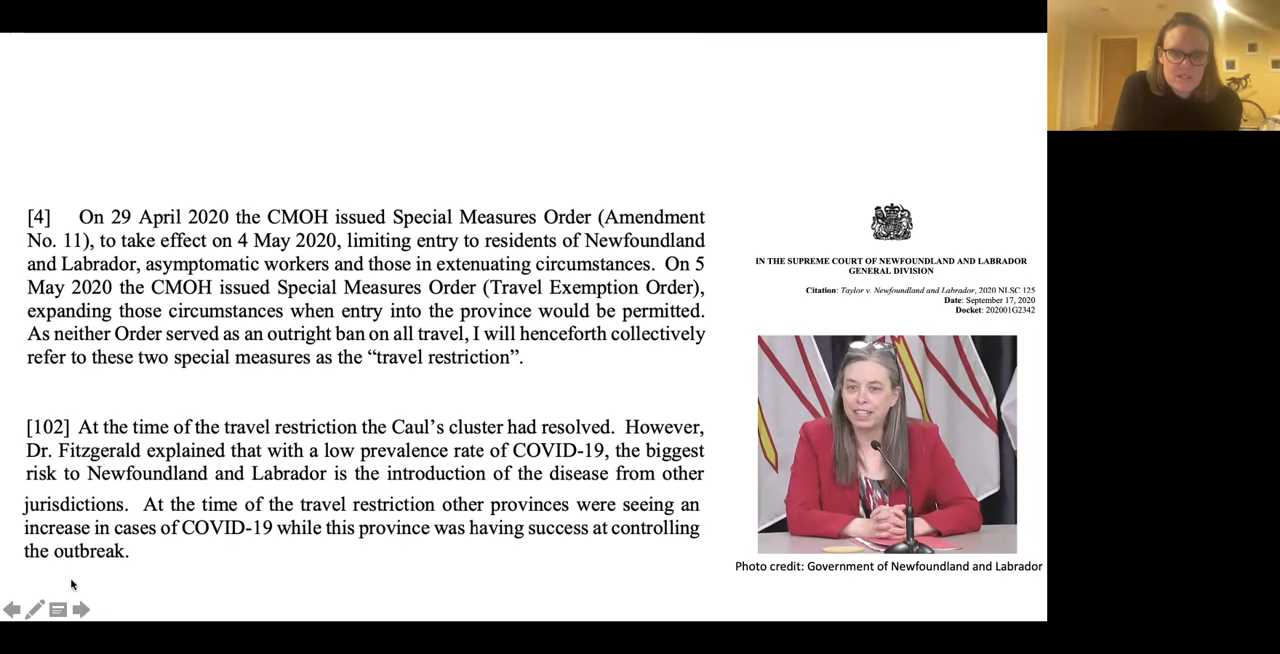 [4] On 29 April 2020 the CMOH issued Special Measures Order (Amendment
No. 11), to take effect on 4 May 2020, limiting entry to residents of Newfoundland
and Labrador, asymptomatic workers and those in extenuating circumstances. On 5
May 2020 the CMOH issued Special Measures Order (Travel Exemption Order),
expanding those circumstances when entry into the province would be permitted.
As neither Order served as an outright ban on all travel, I will henceforth collectively
refer to these two special measures as the “travel restriction”.
[102] At the time of the travel restriction the Caul’s cluster had resolved. However,
Dr. Fitzgerald explained that with a low prevalence rate of COVID-19, the biggest
risk to Newfoundland and Labrador is the introduction of the disease from other
jurisdictions. At the time of the travel restriction other provinces were seeing an
increase in cases of COVID-19 while this province was having success at controlling
the outbreak.
IN THE SUPREME COURT OF NEWFOUNDLAND AND LABRADOR
GENERAL DIVISION
Citation: Taylor v. Newfoundland and Labrador, 2020 NLSC 125
Date: September 17, 2020
Docket: 202001G2342
Photo credit: Government of Newfoundland and Labrador